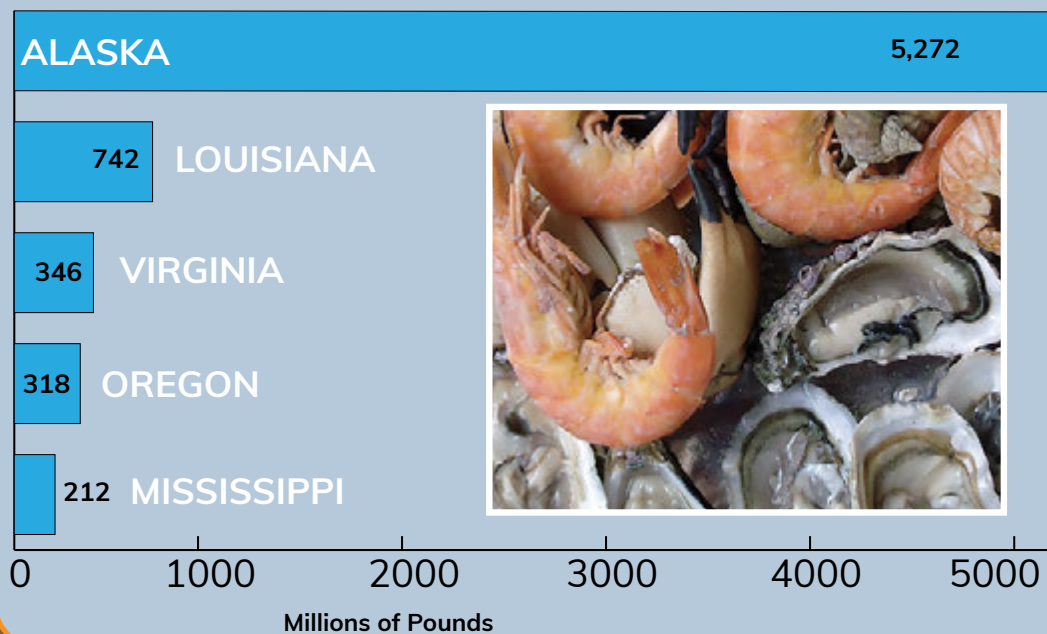 ALASKA 5,272
742 LOUISIANA
346 VIRGINIA
318 OREGON
212 MISSISSIPPI
0 1000 2000 3000 4000 5000
Millions of Pounds